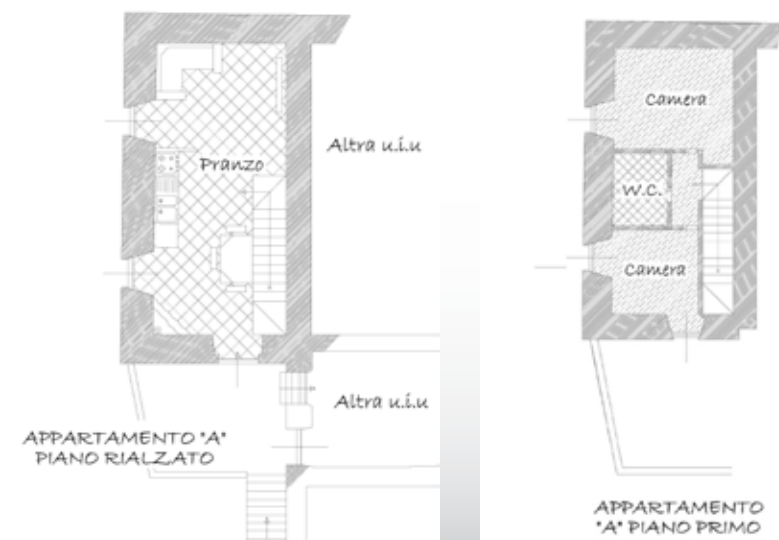 Pranzo
Altra u.i.u
Altra u.i.u
APPARTAMENTO "A"
PIANO RIALZATO
Camera
W.C.
Camera
APPARTAMENTO
"A" PIANO PRIMO